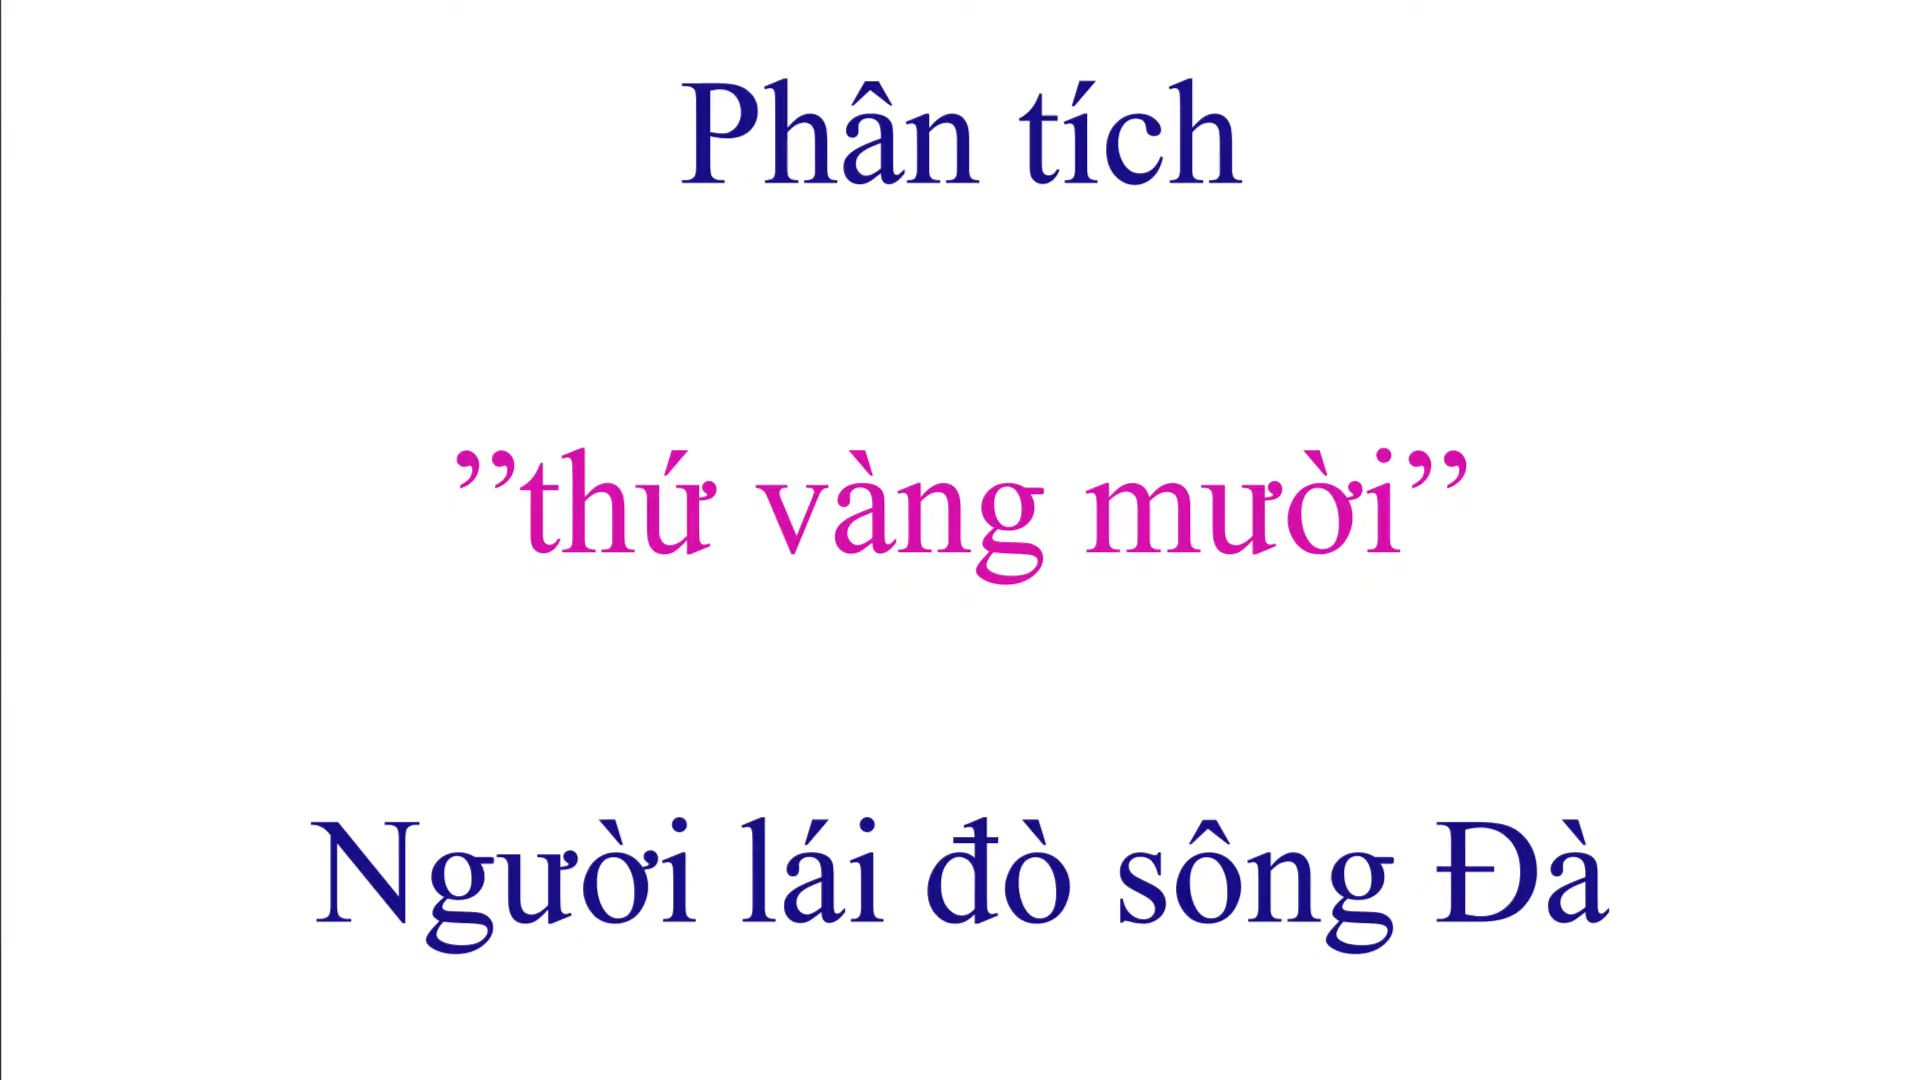 Phân tích
”thứ vàng mười”
Người lái đò sông Đà